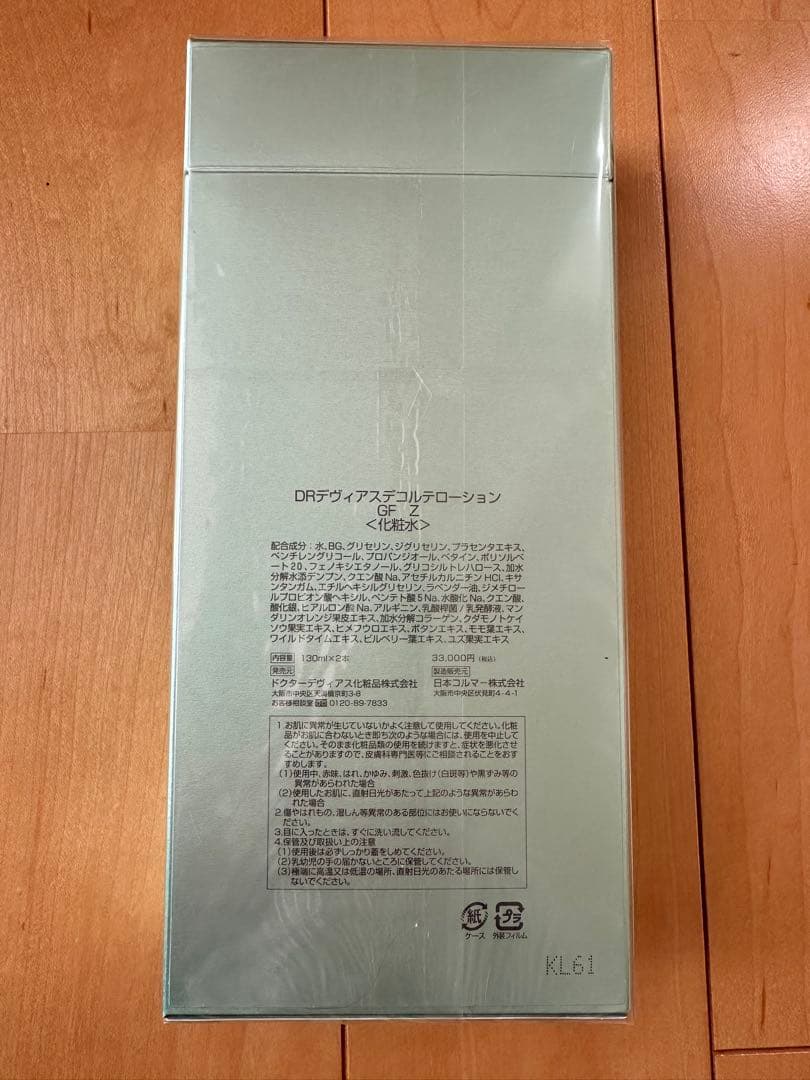 DRデヴィアスデコルテローション
GF Z
<化粧水>
配合成分：水、BG、グリセリン、ジグリセリン、プラセンタエキス、
ペンチレングリコール、プロパンジオール、ベタイン、ポリソルベ
ート20、フェノキシエタノール、グリコシルトレハロース、加水
分解水添デンプン、クエン酸Na、アセチルカルニチンHCl、キサ
ンタンガム、エチルヘキシルグリセリン、ラベンダー油、ジメチロ
ールプロピオン酸ヘキシル、ペンテト酸5Na、水酸化Na、クエン酸、
酸化銀、ヒアルロン酸Na、アルギニン、乳酸桿菌／乳発酵液、マン
ダリンオレンジ果皮エキス、加水分解コラーゲン、クダモノトケイ
ソウ果実エキス、ヒメフウロエキス、ボタンエキス、モモ葉エキス、
ワイルドタイムエキス、ビルベリー葉エキス、ユズ果実エキス
内容量 130ml×2本 33,000円（税込）
発売元 製造販売元
ドクターデヴィアス化粧品株式会社 日本コルマー株式会社
大阪市中央区天満橋京町3-8 大阪市中央区伏見町4-4-1
お客様相談室 0120-89-7833
1.お肌に異常が生じていないかよく注意して使用してください。化粧
品がお肌に合わないとき即ち次のような場合には、使用を中止して
ください。そのまま化粧品類の使用を続けますと、症状を悪化させ
ることがありますので、皮膚科専門医等にご相談されることをおす
すめします。
(1)使用中、赤味、はれ、かゆみ、刺激、色抜け（白斑等）や黒ずみ等の
異常があらわれた場合
(2)使用したお肌に、直射日光があたって上記のような異常があらわ
れた場合
2.傷やはれもの、湿しん等異常のある部位にはお使いにならないでく
ださい。
3.目に入ったときは、すぐに洗い流してください。
4.保管及び取扱い上の注意
(1)使用後は必ずしっかり蓋をしめてください。
(2)乳幼児の手の届かないところに保管してください。
(3)極端に高温又は低温の場所、直射日光のあたる場所には保管し
ないでください。
紙 プラ
ケース 外装フィルム
KL61